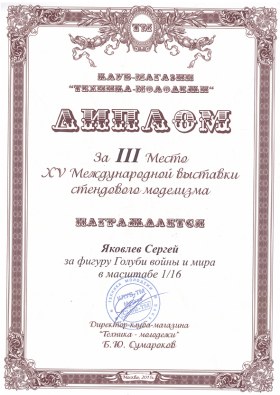 ТМ
КЛУБ-МАГАЗИН
"ТЕХНИКА-МОЛОДЕЖИ"
ДИПЛОМ
За III Место
XV Международной выставки
стендового моделизма
НАГРАЖДАЕТСЯ
Яковлев Сергей
за фигуру Голуби войны и мира
в масштабе 1/16
Директор клуба-магазина
"Техника - молодежи"
Б.Ю. Сумароков